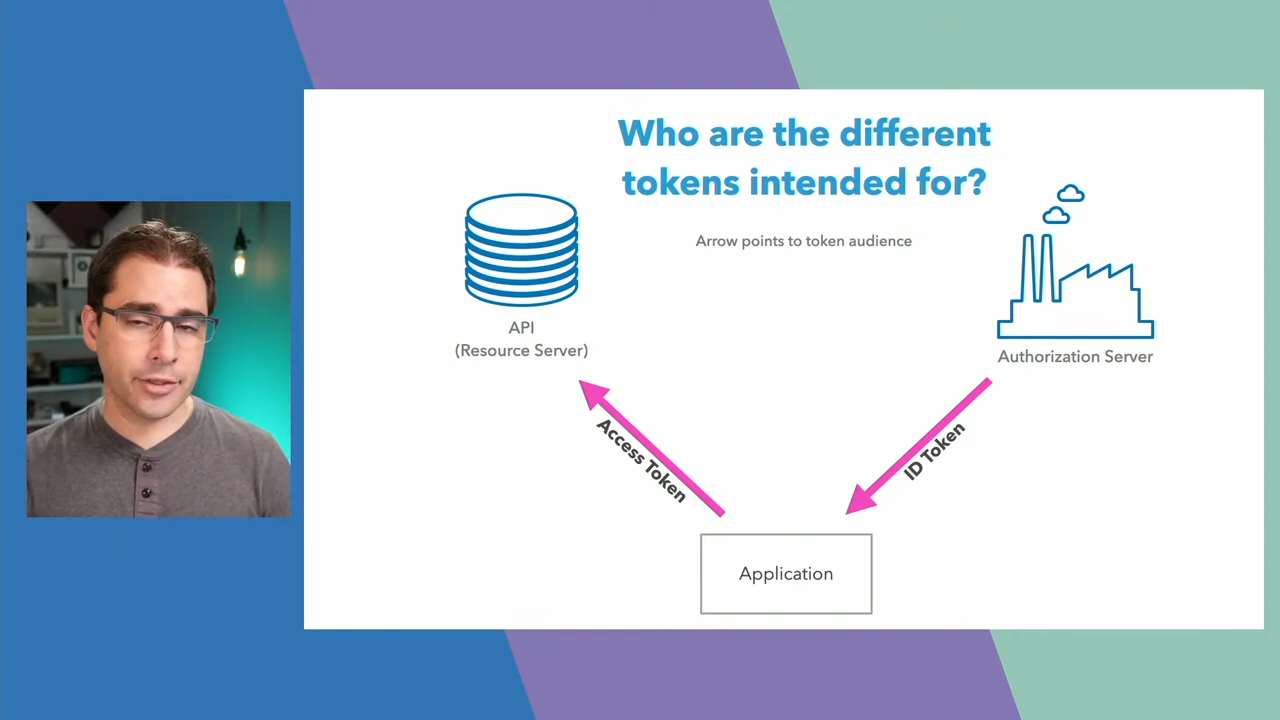 Who are the different
tokens intended for?
Arrow points to token audience
API
(Resource Server)
Authorization Server
Access Token
ID Token
Application